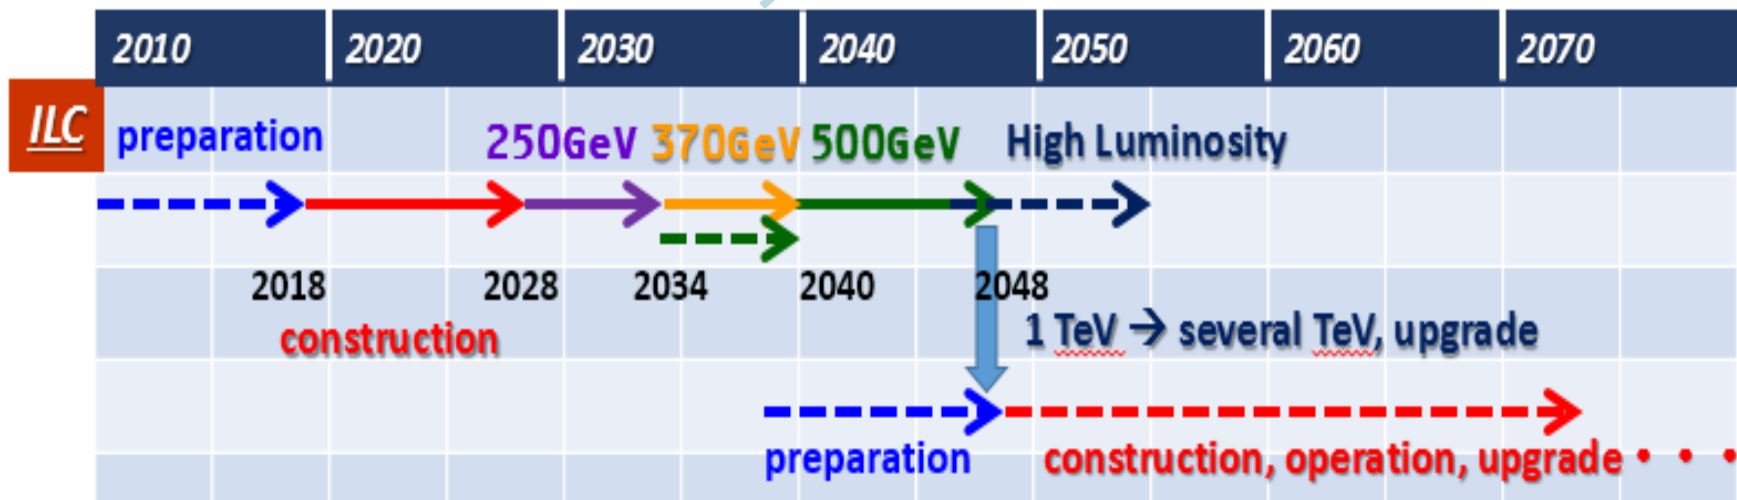 2010 2020 2030 2040 2050 2060 2070
ILC preparation 250GeV 370GeV 500GeV High Luminosity
2018 2028 2034 2040 2048
construction 1 TeV → several TeV, upgrade
preparation construction, operation, upgrade・・・